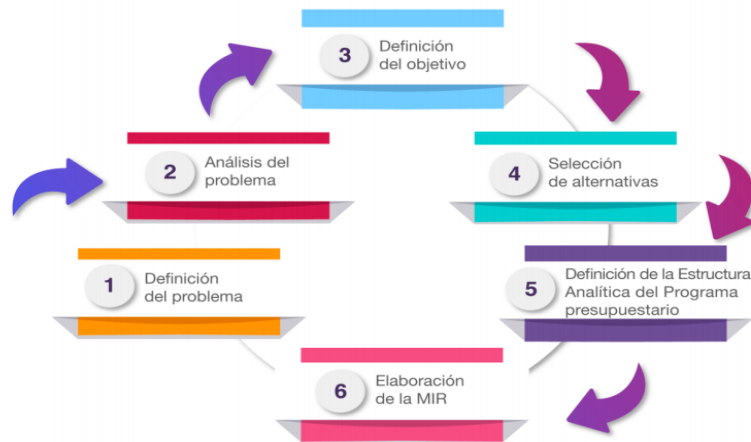 1
Definición
del problema
2
Análisis del
problema
3
Definición
del objetivo
4
Selección
de alternativas
5
Definición de la Estructura
Analítica del Programa
presupuestario
6
Elaboración
de la MIR